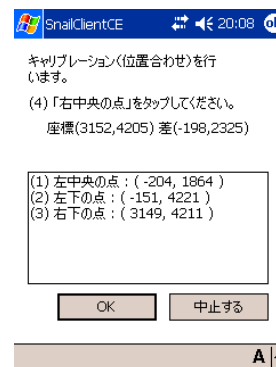 SnailClientCE 20:08 ok
キャリブレーション(位置合わせ)を行
います。
(4)「右中央の点」をタップしてください。
座標(3152,4205) 差(-198,2325)
(1) 左中央の点 : ( -204, 1864 )
(2) 左下の点 : ( -151, 4221 )
(3) 右下の点 : ( 3149, 4211 )
OK 中止する
A